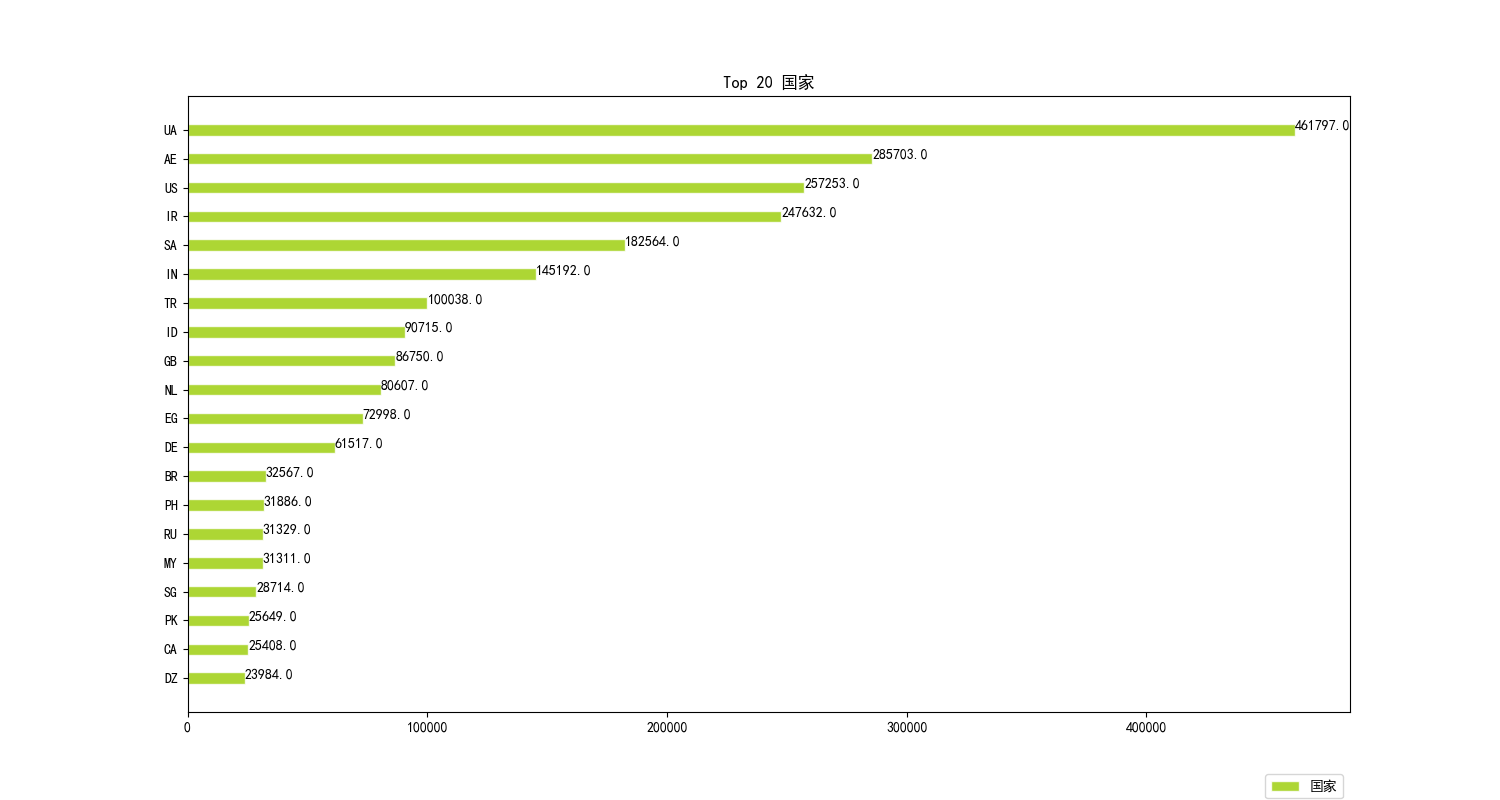 Top 20 国家
UA 461797.0
AE 285703.0
US 257253.0
IR 247632.0
SA 182564.0
IN 145192.0
TR 100038.0
ID 90715.0
GB 86750.0
NL 80607.0
EG 72998.0
DE 61517.0
BR 32567.0
PH 31886.0
RU 31329.0
MY 31311.0
SG 28714.0
PK 25649.0
CA 25408.0
DZ 23984.0
0 100000 200000 300000 400000
国家